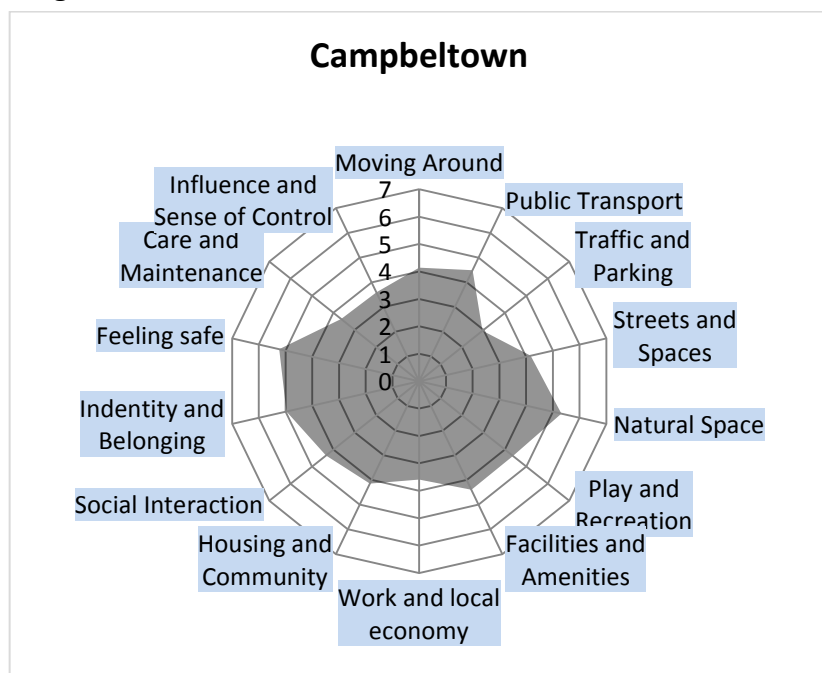 Campbeltown
Moving Around
Public Transport
Traffic and
Parking
Streets and
Spaces
Natural Space
Play and
Recreation
Facilities and
Amenities
Work and local
economy
Housing and
Community
Social Interaction
Indentity and
Belonging
Feeling safe
Care and
Maintenance
Influence and
Sense of Control
7
6
5
4
3
2
1
0